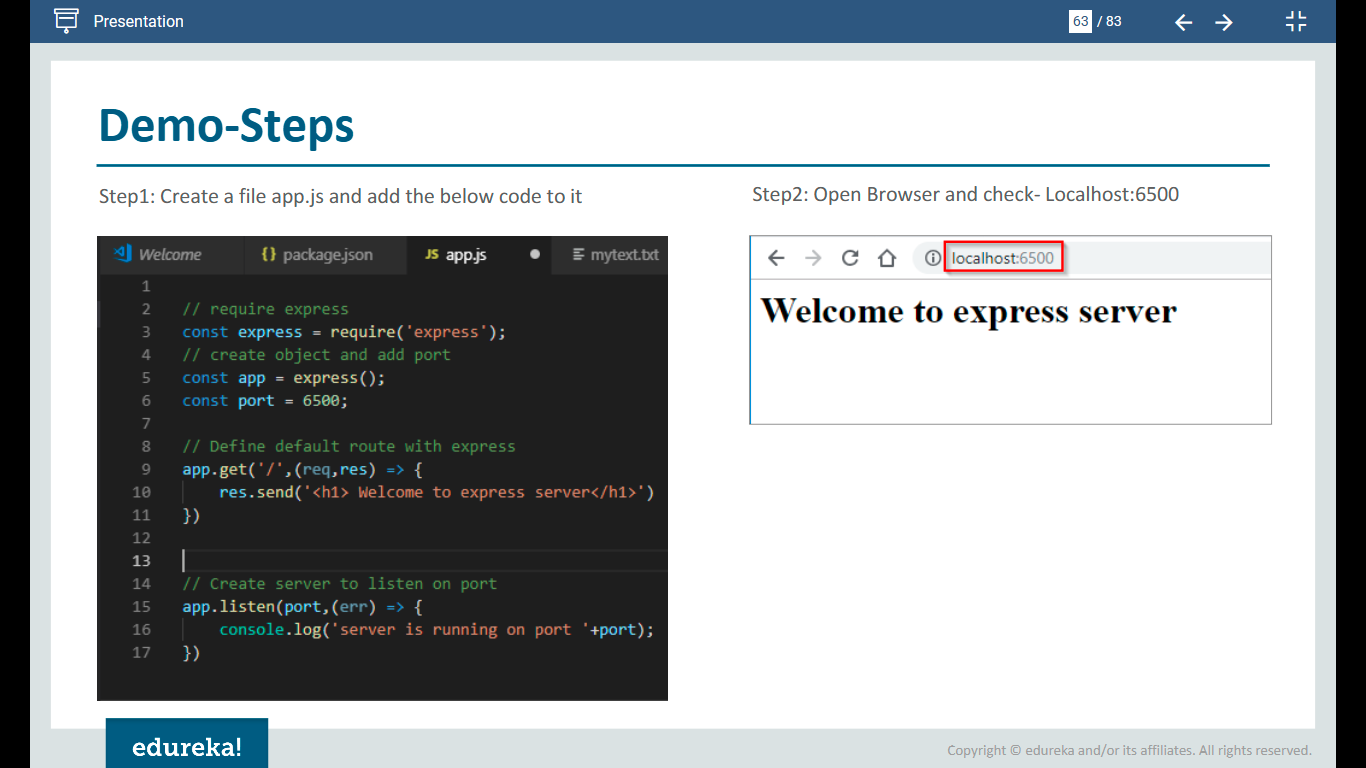 Presentation
63 / 83
Demo-Steps
Step1: Create a file app.js and add the below code to it
Welcome
{} package.json
JS app.js
mytext.txt
1
2 // require express
3 const express = require('express');
4 // create object and add port
5 const app = express();
6 const port = 6500;
7
8 // Define default route with express
9 app.get('/',(req,res) => {
10 res.send('<h1> Welcome to express server</h1>')
11 })
12
13
14 // Create server to listen on port
15 app.listen(port,(err) => {
16 console.log('server is running on port '+port);
17 })
Step2: Open Browser and check- Localhost:6500
localhost:6500
Welcome to express server
edureka!
Copyright © edureka and/or its affiliates. All rights reserved.